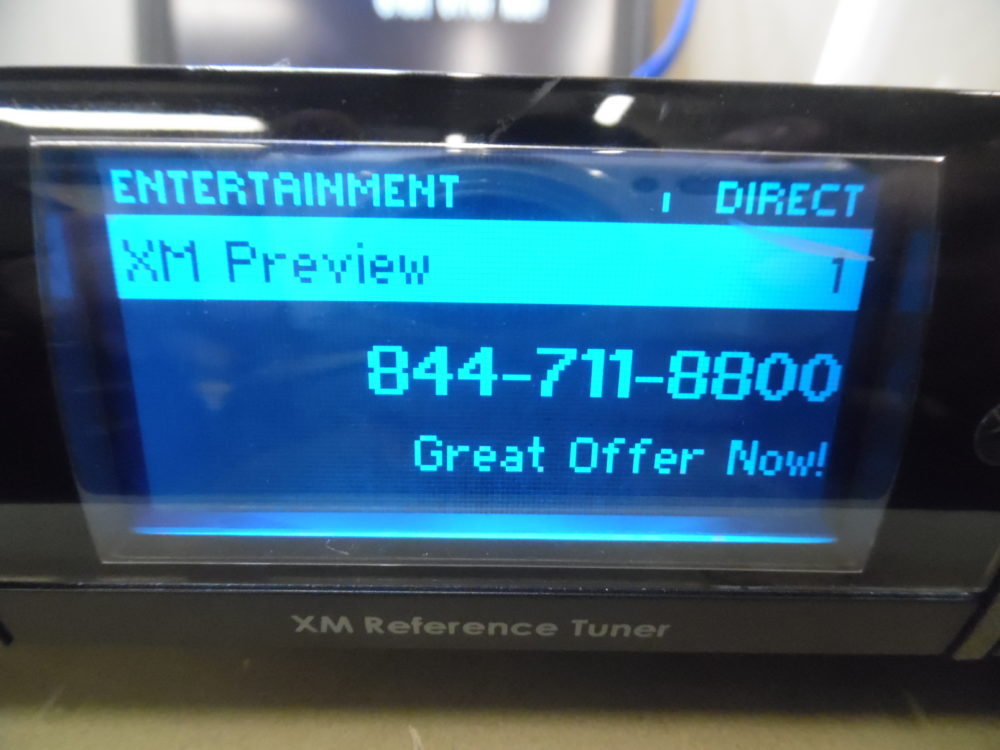 ENTERTAINMENT DIRECT
XM Preview 1
844-711-8800
Great Offer Now!
XM Reference Tuner